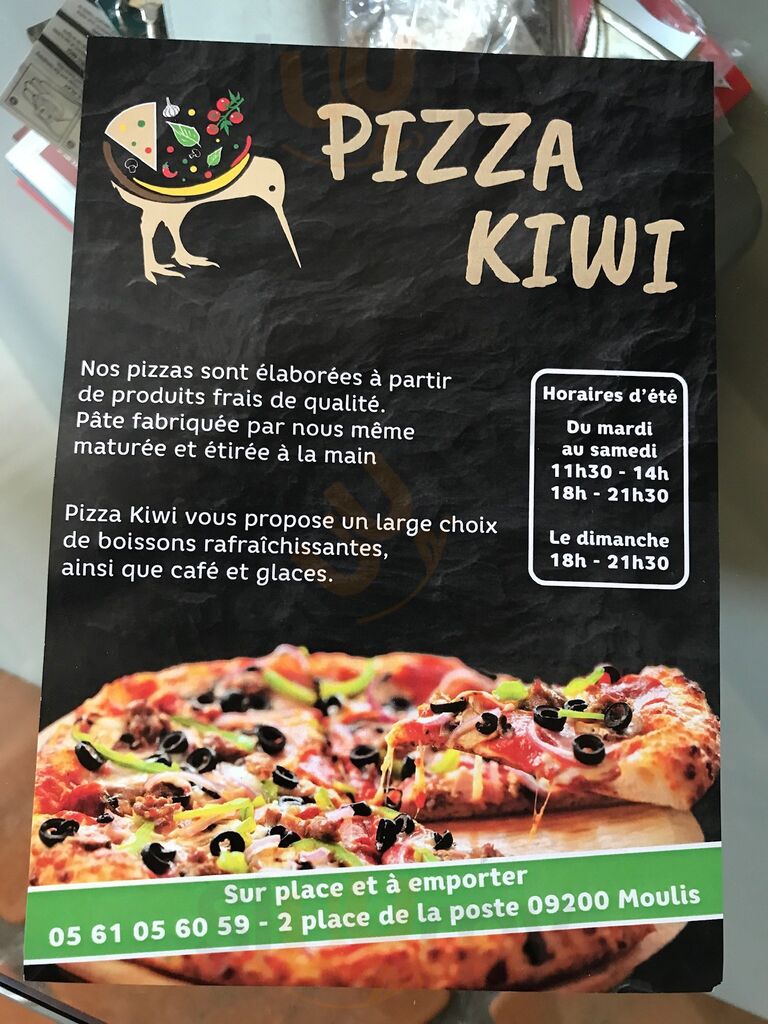 PIZZA
KIWI
Nos pizzas sont élaborées à partir
de produits frais de qualité.
Pâte fabriquée par nous même
maturée et étirée à la main
Pizza Kiwi vous propose un large choix
de boissons rafraîchissantes,
ainsi que café et glaces.
Horaires d'été
Du mardi
au samedi
11h30 - 14h
18h - 21h30
Le dimanche
18h - 21h30
Sur place et à emporter
05 61 05 60 59 - 2 place de la poste 09200 Moulis